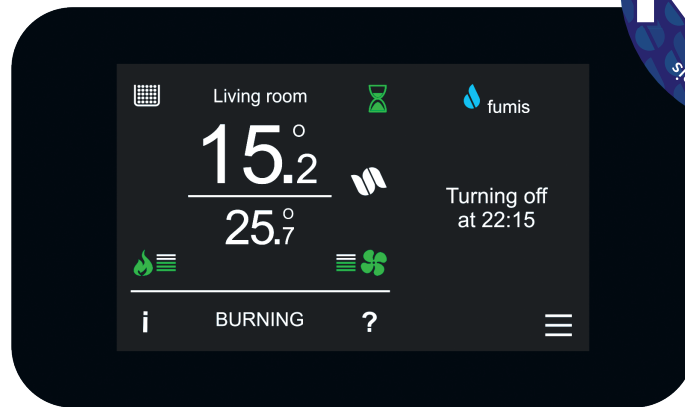 Living room
15.2°
25.7°
BURNING
i
?
fumis
Turning off
at 22:15